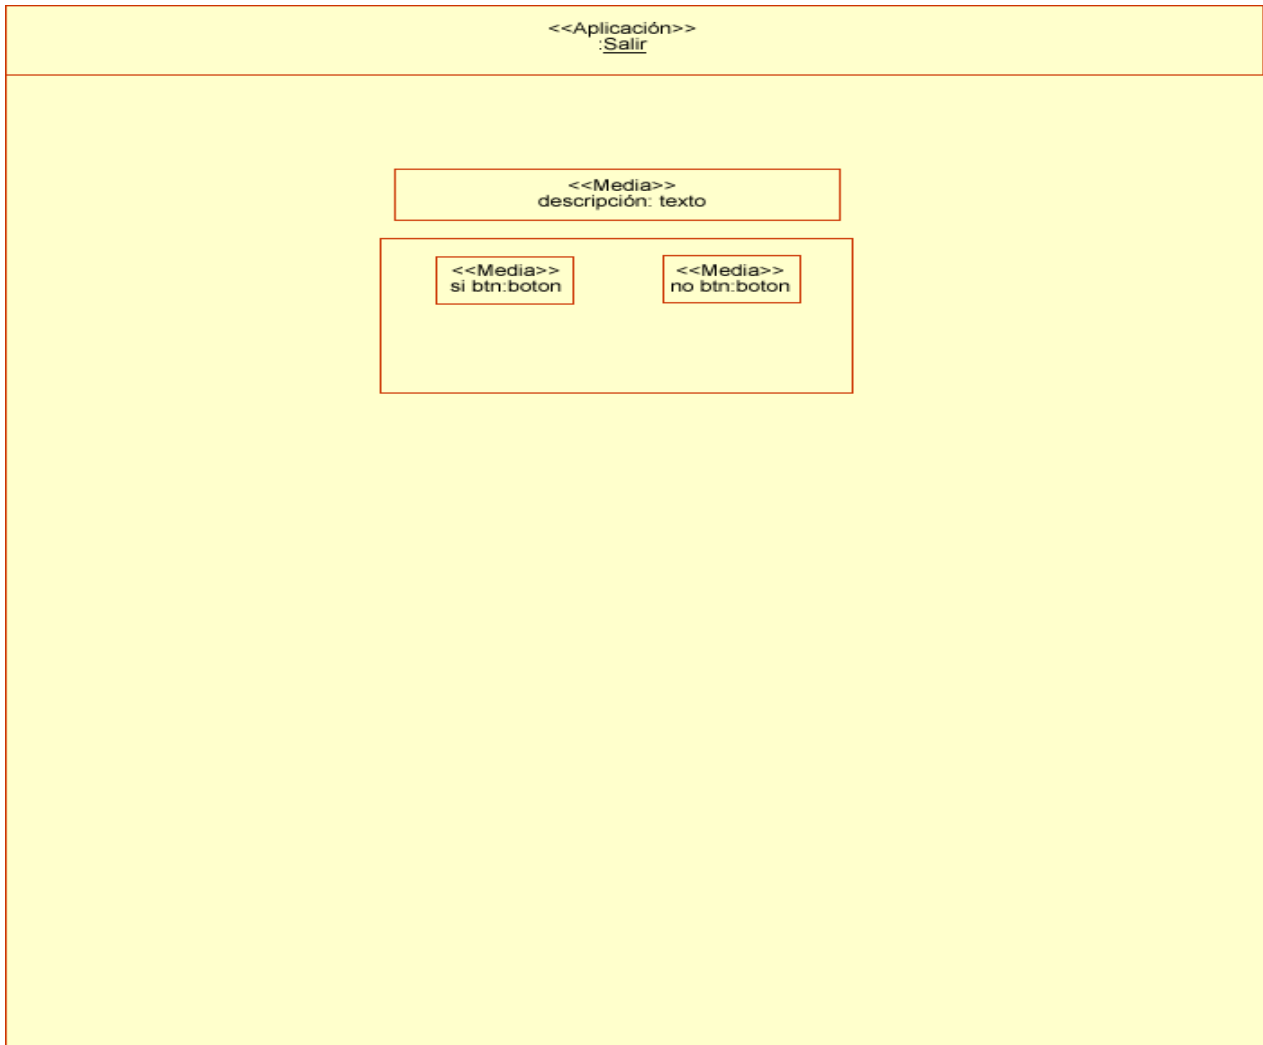 <<Aplicación>>
:Salir
<<Media>>
descripción: texto
<<Media>>
si btn:boton
<<Media>>
no btn:boton